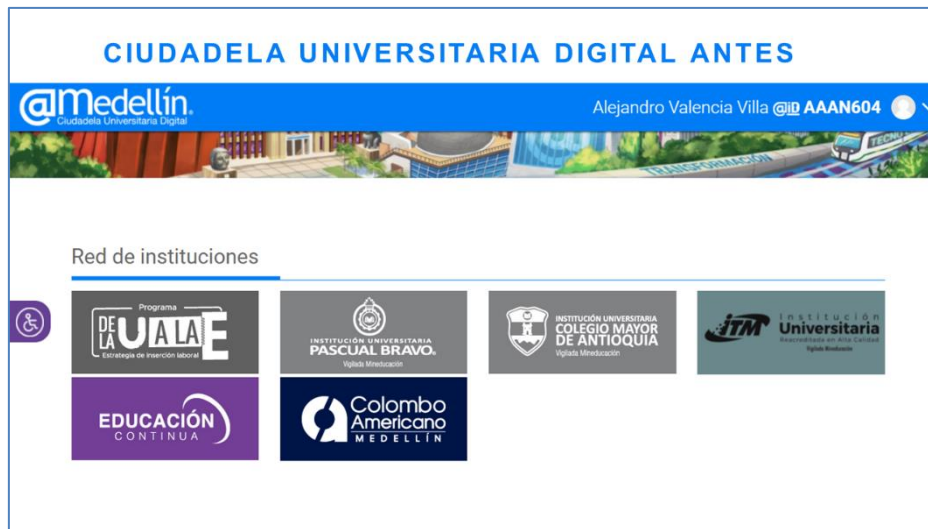 CIUDADELA UNIVERSITARIA DIGITAL ANTES
@Medellín.
Ciudadela Universitaria Digital
Alejandro Valencia Villa @iD AAAN604
TRANSFORMACIÓN
Red de instituciones
Programa
DE LA U A LA E
Estrategia de inserción laboral
INSTITUCIÓN UNIVERSITARIA
PASCUAL BRAVO.
Vigilada Mineducación
INSTITUCIÓN UNIVERSITARIA
COLEGIO MAYOR
DE ANTIOQUIA
Vigilada Mineducación
iTM
Institución
Universitaria
Reacreditada en Alta Calidad
Vigilada Mineducación
EDUCACIÓN
CONTINUA
Colombo
Americano
MEDELLÍN